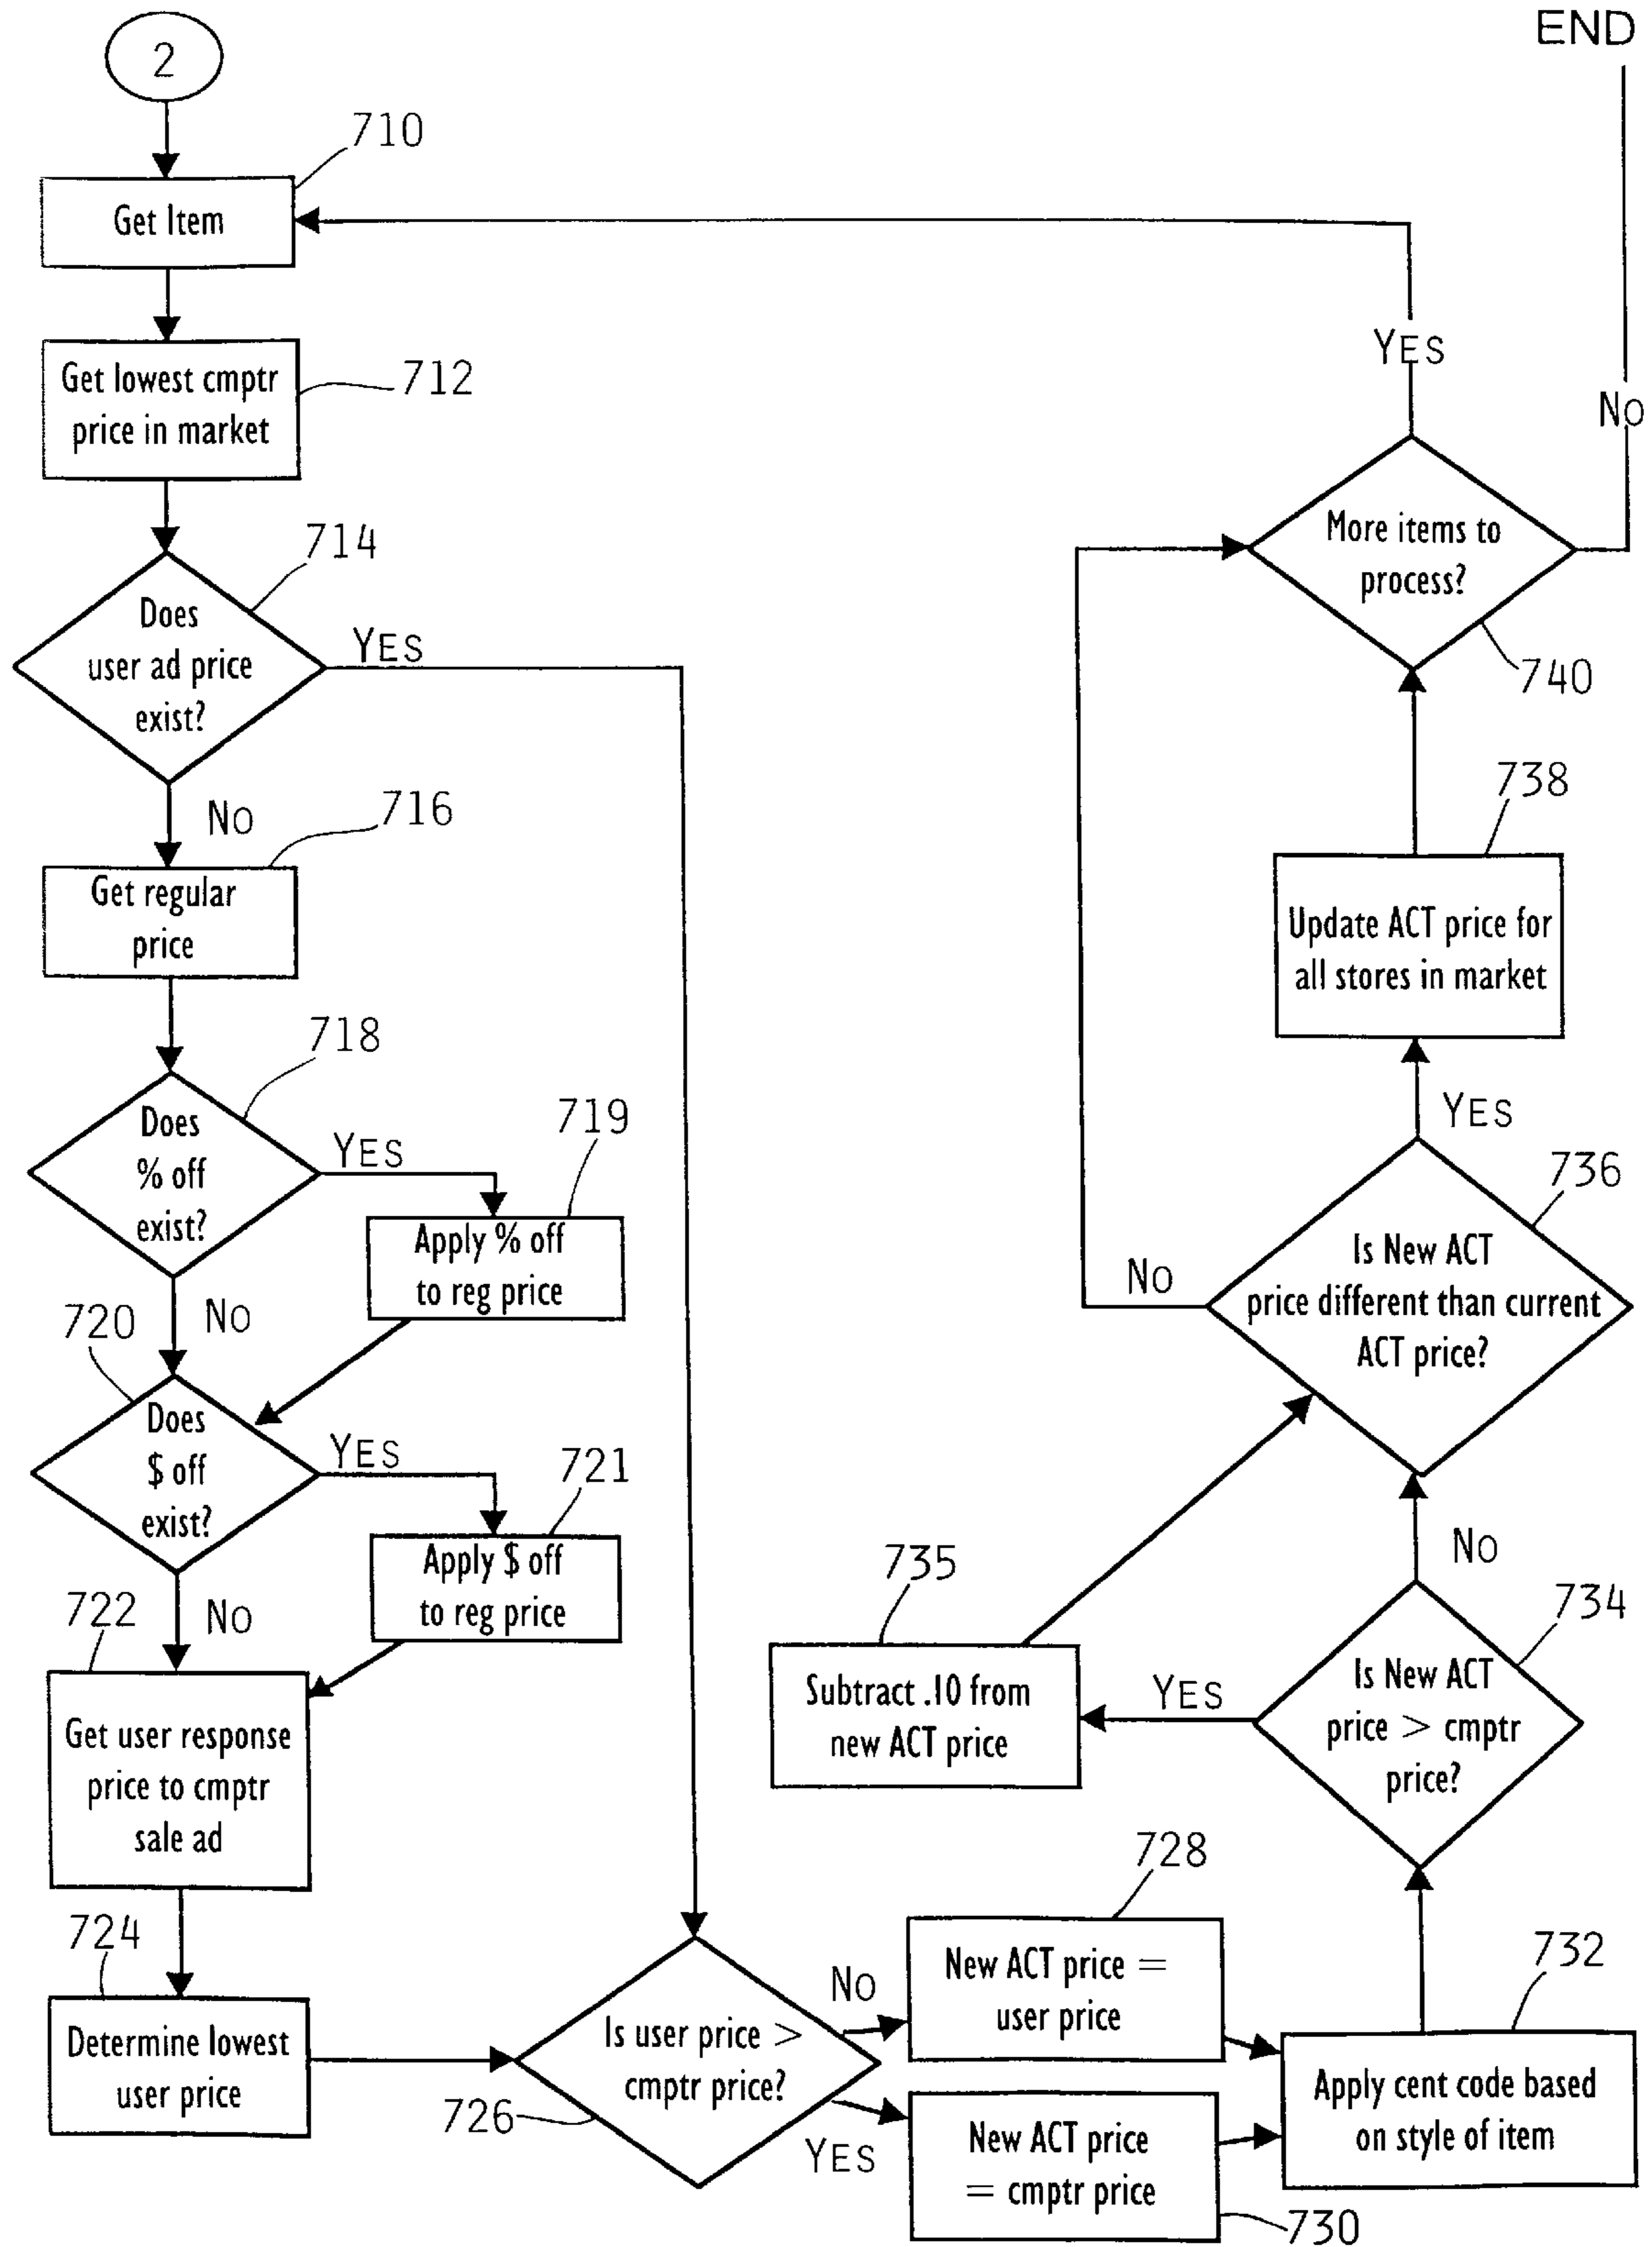 2
END
710
Get Item
Get lowest cmptr
price in market
712
YES
NO
714
Does
user ad price
exist?
YES
More items to
process?
740
NO
716
Get regular
price
738
Update ACT price for
all stores in market
718
Does
% off
exist?
YES
719
Apply % off
to reg price
YES
736
Is New ACT
price different than current
ACT price?
NO
720
NO
Does
$ off
exist?
YES
721
Apply $ off
to reg price
722
NO
Get user response
price to cmptr
sale ad
735
Subtract .10 from
new ACT price
YES
NO
734
Is New ACT
price > cmptr
price?
724
Determine lowest
user price
726
Is user price >
cmptr price?
NO
YES
728
New ACT price =
user price
New ACT price
= cmptr price
730
732
Apply cent code based
on style of item